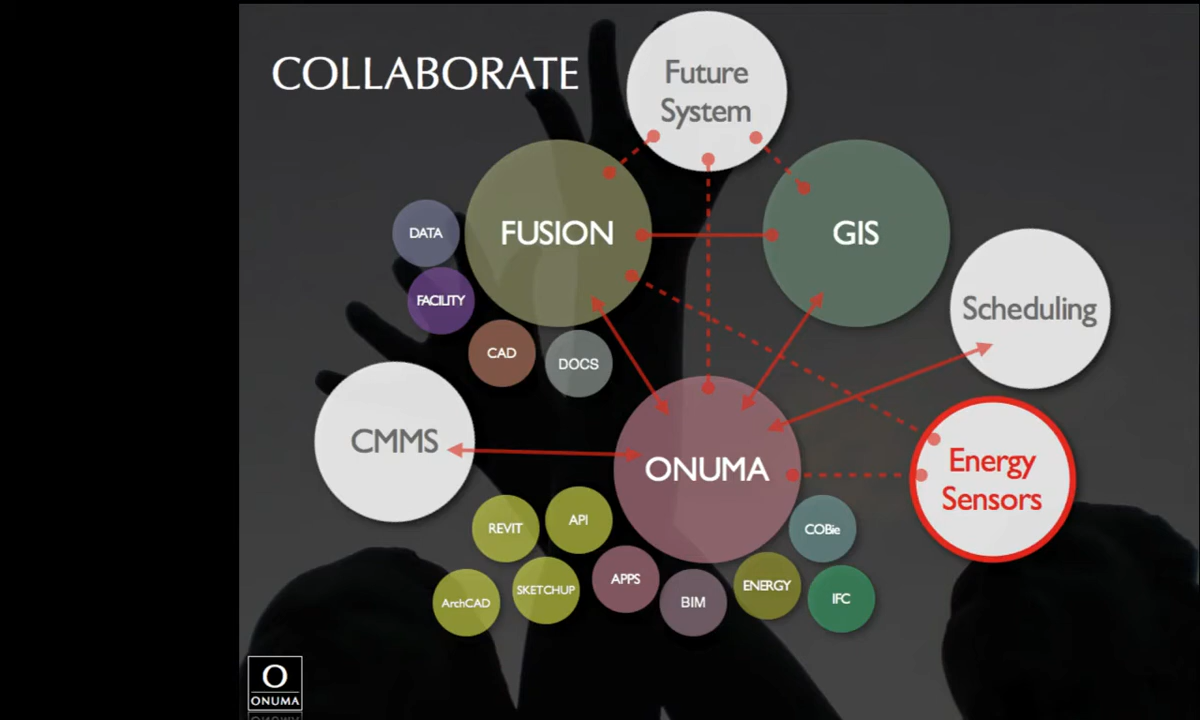 COLLABORATE
Future
System
FUSION
GIS
DATA
FACILITY
CAD
DOCS
Scheduling
CMMS
ONUMA
Energy
Sensors
REVIT
API
COBie
ArchCAD
SKETCHUP
APPS
BIM
ENERGY
IFC
O
ONUMA